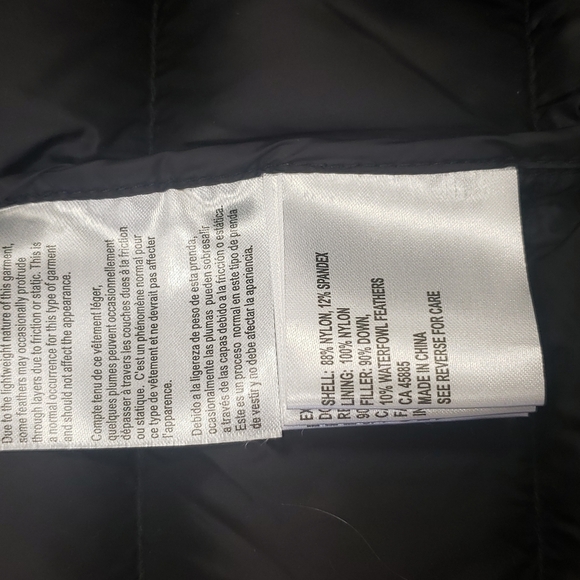 Due to the lightweight nature of this garment,
some feathers may occasionally protrude
through layers due to friction or static. This is
a normal occurrence for this type of garment
and should not affect the appearance.
Compte tenu de ce vêtement léger,
quelques plumes peuvent occasionnellement
dépasser à travers les couches dues à la friction
ou statique. C'est un phénomène normal pour
ce type de vêtement et ne devrait pas affecter
l'apparence.
Debido a la ligereza de peso de esta prenda,
ocasionalmente las plumas pueden sobresalir
a través de las capas debido a la fricción o estática.
Este es un proceso normal en este tipo de prenda
de vestir y no debe afectar la apariencia.
SHELL: 88% NYLON, 12% SPANDEX
LINING: 100% NYLON
FILLER: 90% DOWN,
10% WATERFOWL FEATHERS
CA 45885
MADE IN CHINA
SEE REVERSE FOR CARE